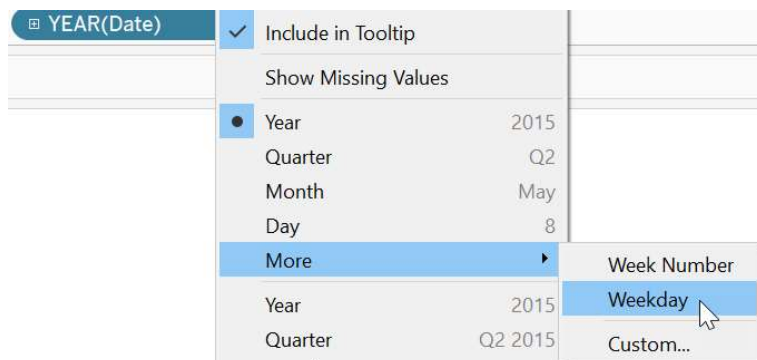 YEAR(Date)
Include in Tooltip
Show Missing Values
Year 2015
Quarter Q2
Month May
Day 8
More
Week Number
Weekday
Year 2015
Quarter Q2 2015
Custom...